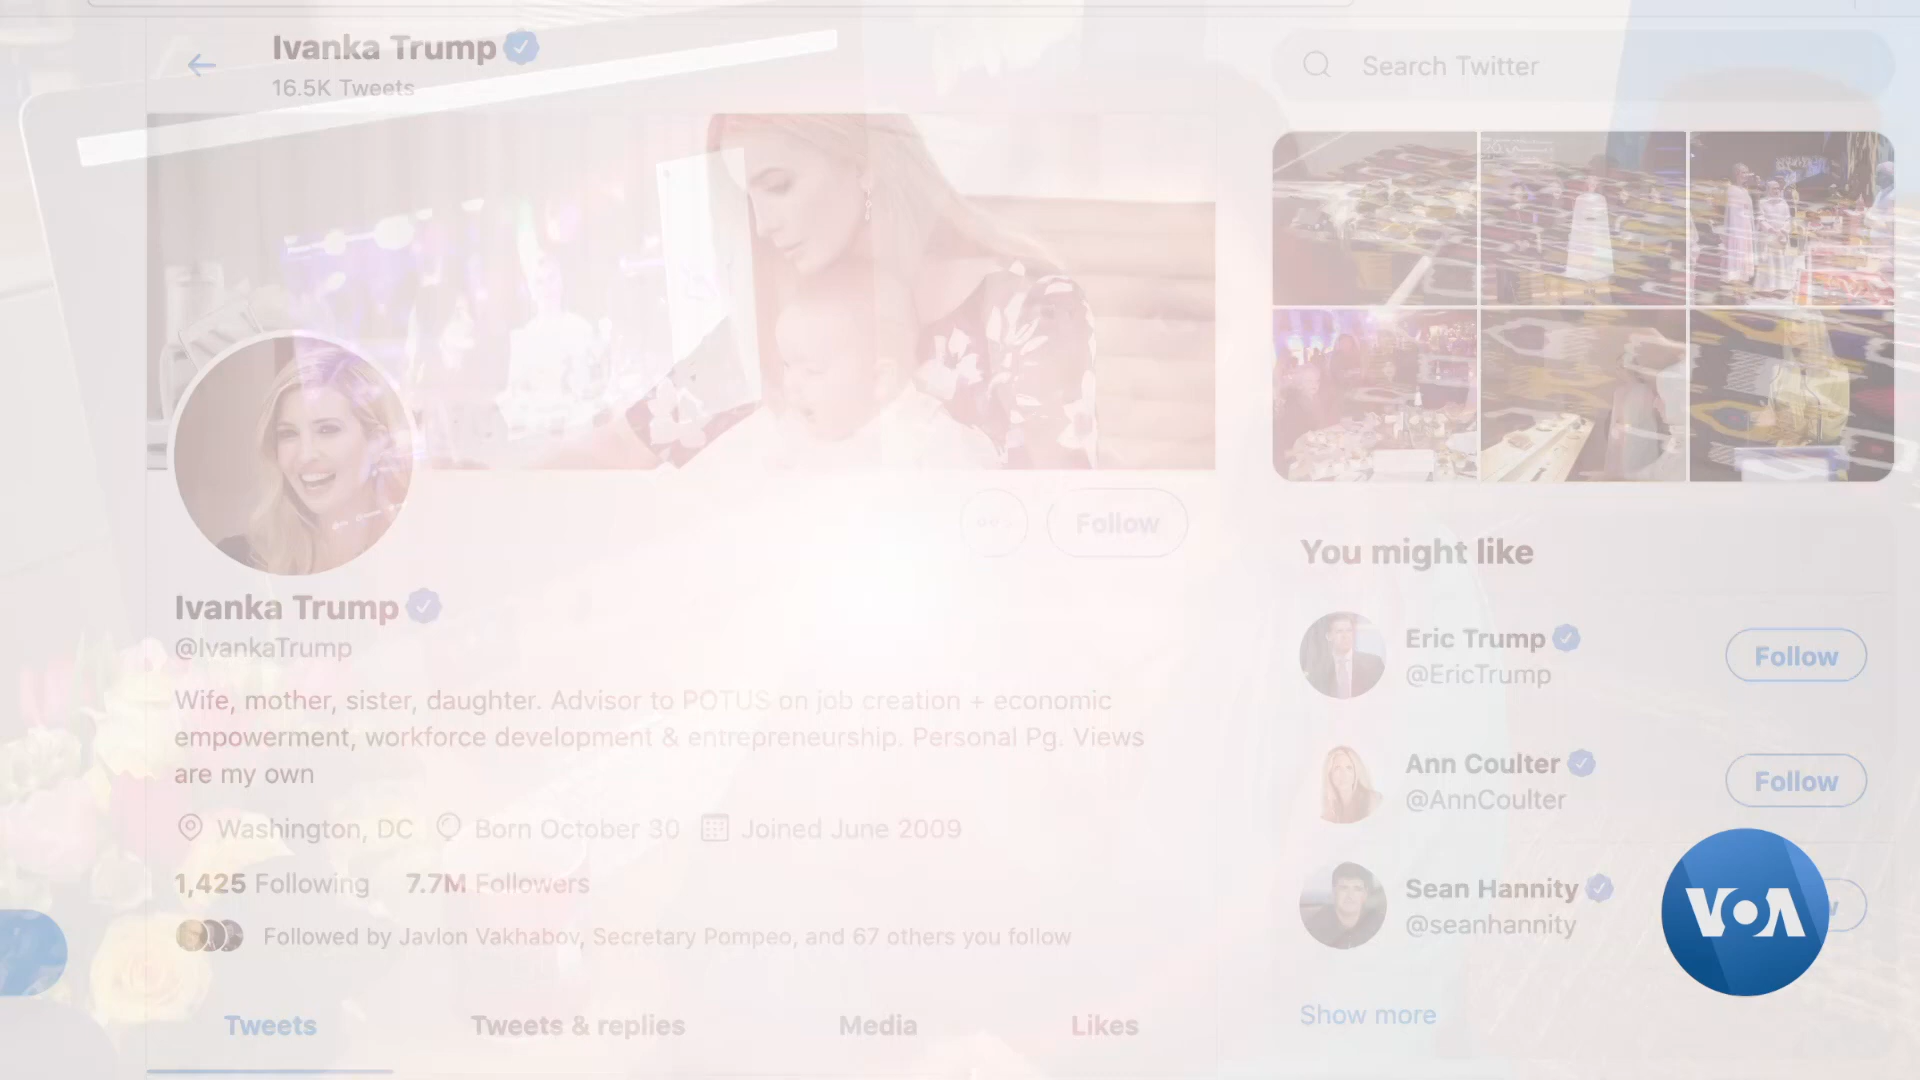 Ivanka Trump
16.5K Tweets
Search Twitter
Follow
Ivanka Trump
@IvankaTrump
Wife, mother, sister, daughter. Advisor to POTUS on job creation + economic
empowerment, workforce development & entrepreneurship. Personal Pg. Views
are my own
Washington, DC Born October 30 Joined June 2009
1,425 Following 7.7M Followers
Followed by Javlon Vakhabov, Secretary Pompeo, and 67 others you follow
Tweets Tweets & replies Media Likes
You might like
Eric Trump
@EricTrump
Follow
Ann Coulter
@AnnCoulter
Follow
Sean Hannity
@seanhannity
Show more
VOA